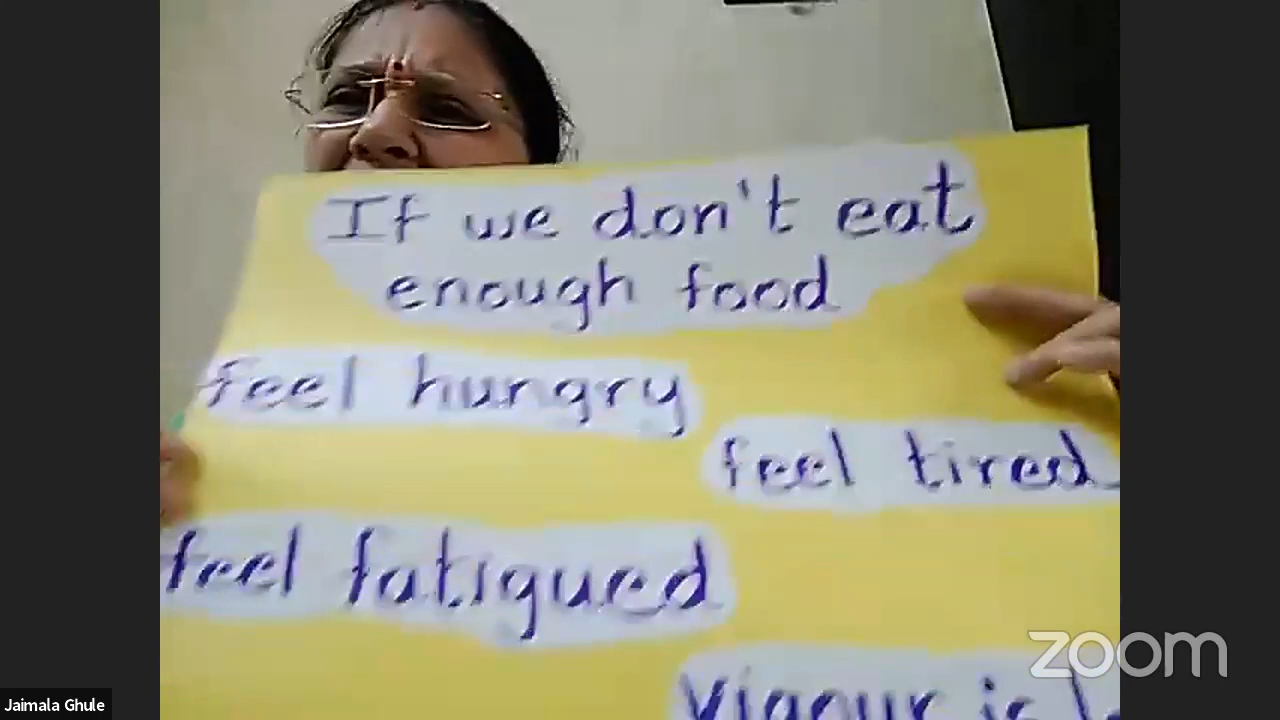 If we don't eat
enough food
feel hungry
feel tired
feel fatigued
vigour is
zoom
Jaimala Ghule